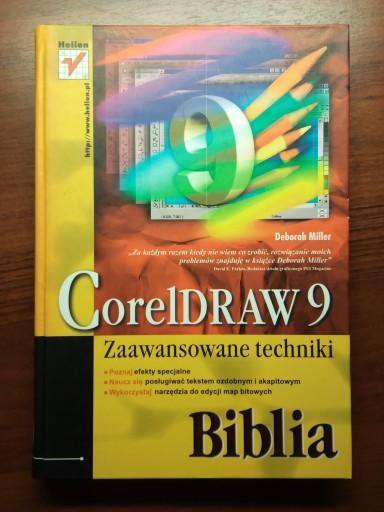 Helion
http://www.helion.pl
9
Deborah Miller
„Za każdym razem kiedy nie wiem co zrobić, rozwiązanie moich
problemów znajduję w książce Deborah Miller”
CorelDRAW 9
Zaawansowane techniki
Poznaj efekty specjalne
Naucz się posługiwać tekstem ozdobnym i akapitowym
Wykorzystaj narzędzia do edycji map bitowych
Biblia